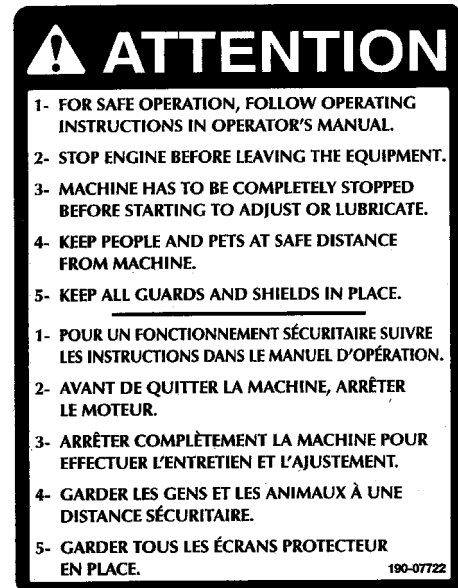 ATTENTION
1- FOR SAFE OPERATION, FOLLOW OPERATING
INSTRUCTIONS IN OPERATOR'S MANUAL.
2- STOP ENGINE BEFORE LEAVING THE EQUIPMENT.
3- MACHINE HAS TO BE COMPLETELY STOPPED
BEFORE STARTING TO ADJUST OR LUBRICATE.
4- KEEP PEOPLE AND PETS AT SAFE DISTANCE
FROM MACHINE.
5- KEEP ALL GUARDS AND SHIELDS IN PLACE.
1- POUR UN FONCTIONNEMENT SÉCURITAIRE SUIVRE
LES INSTRUCTIONS DANS LE MANUEL D'OPÉRATION.
2- AVANT DE QUITTER LA MACHINE, ARRÊTER
LE MOTEUR.
3- ARRÊTER COMPLÈTEMENT LA MACHINE POUR
EFFECTUER L'ENTRETIEN ET L'AJUSTEMENT.
4- GARDER LES GENS ET LES ANIMAUX À UNE
DISTANCE SÉCURITAIRE.
5- GARDER TOUS LES ÉCRANS PROTECTEUR
EN PLACE.
190-07722